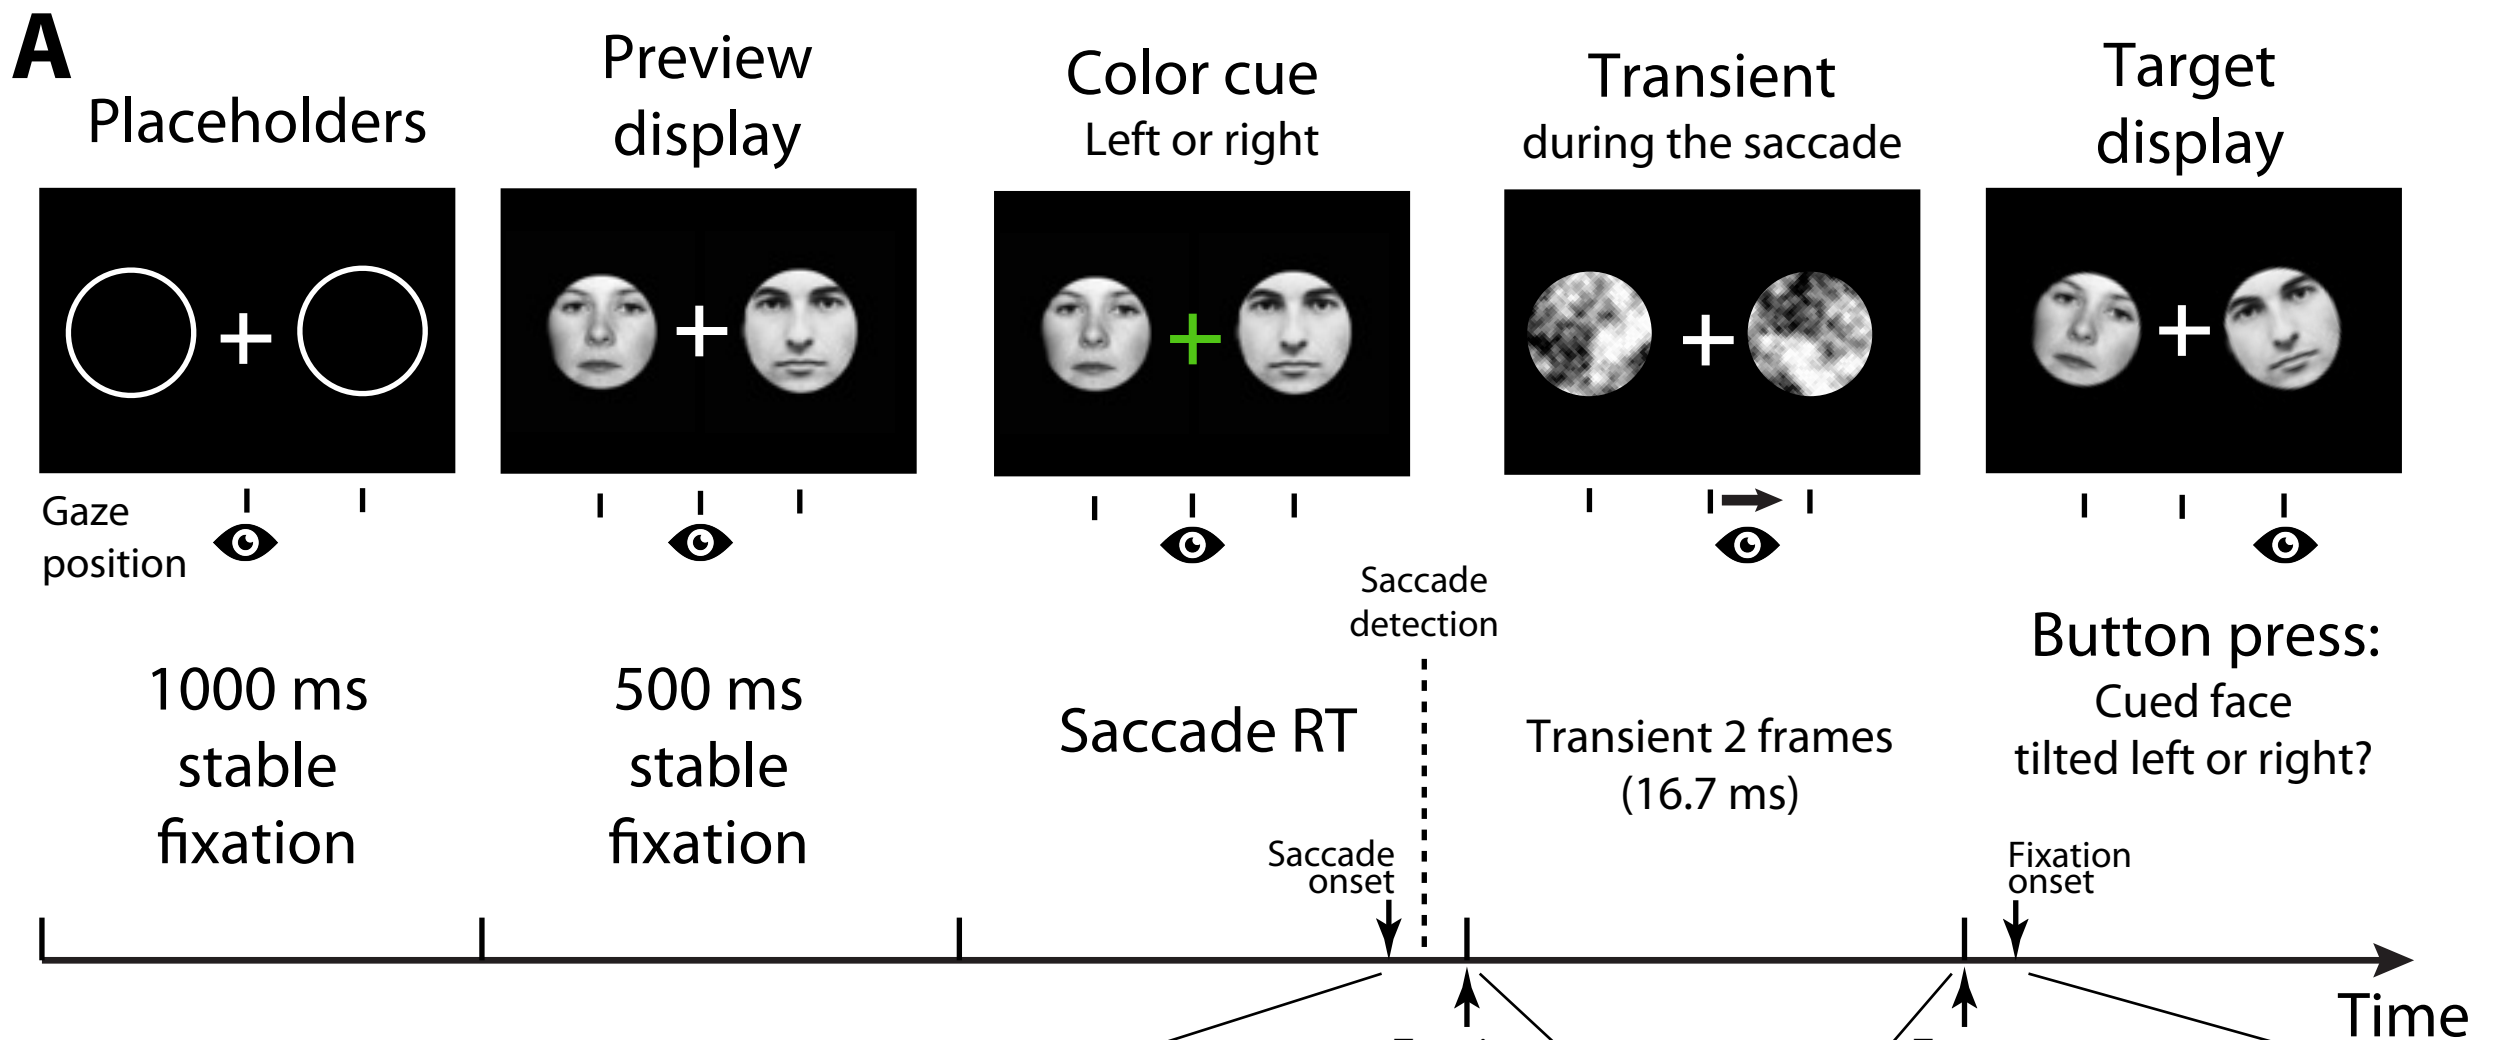 A
Placeholders
Preview
display
Color cue
Left or right
Transient
during the saccade
Target
display
Gaze
position
1000 ms
stable
fixation
500 ms
stable
fixation
Saccade RT
Saccade
detection
Saccade
onset
Transient 2 frames
(16.7 ms)
Button press:
Cued face
tilted left or right?
Fixation
onset
Time